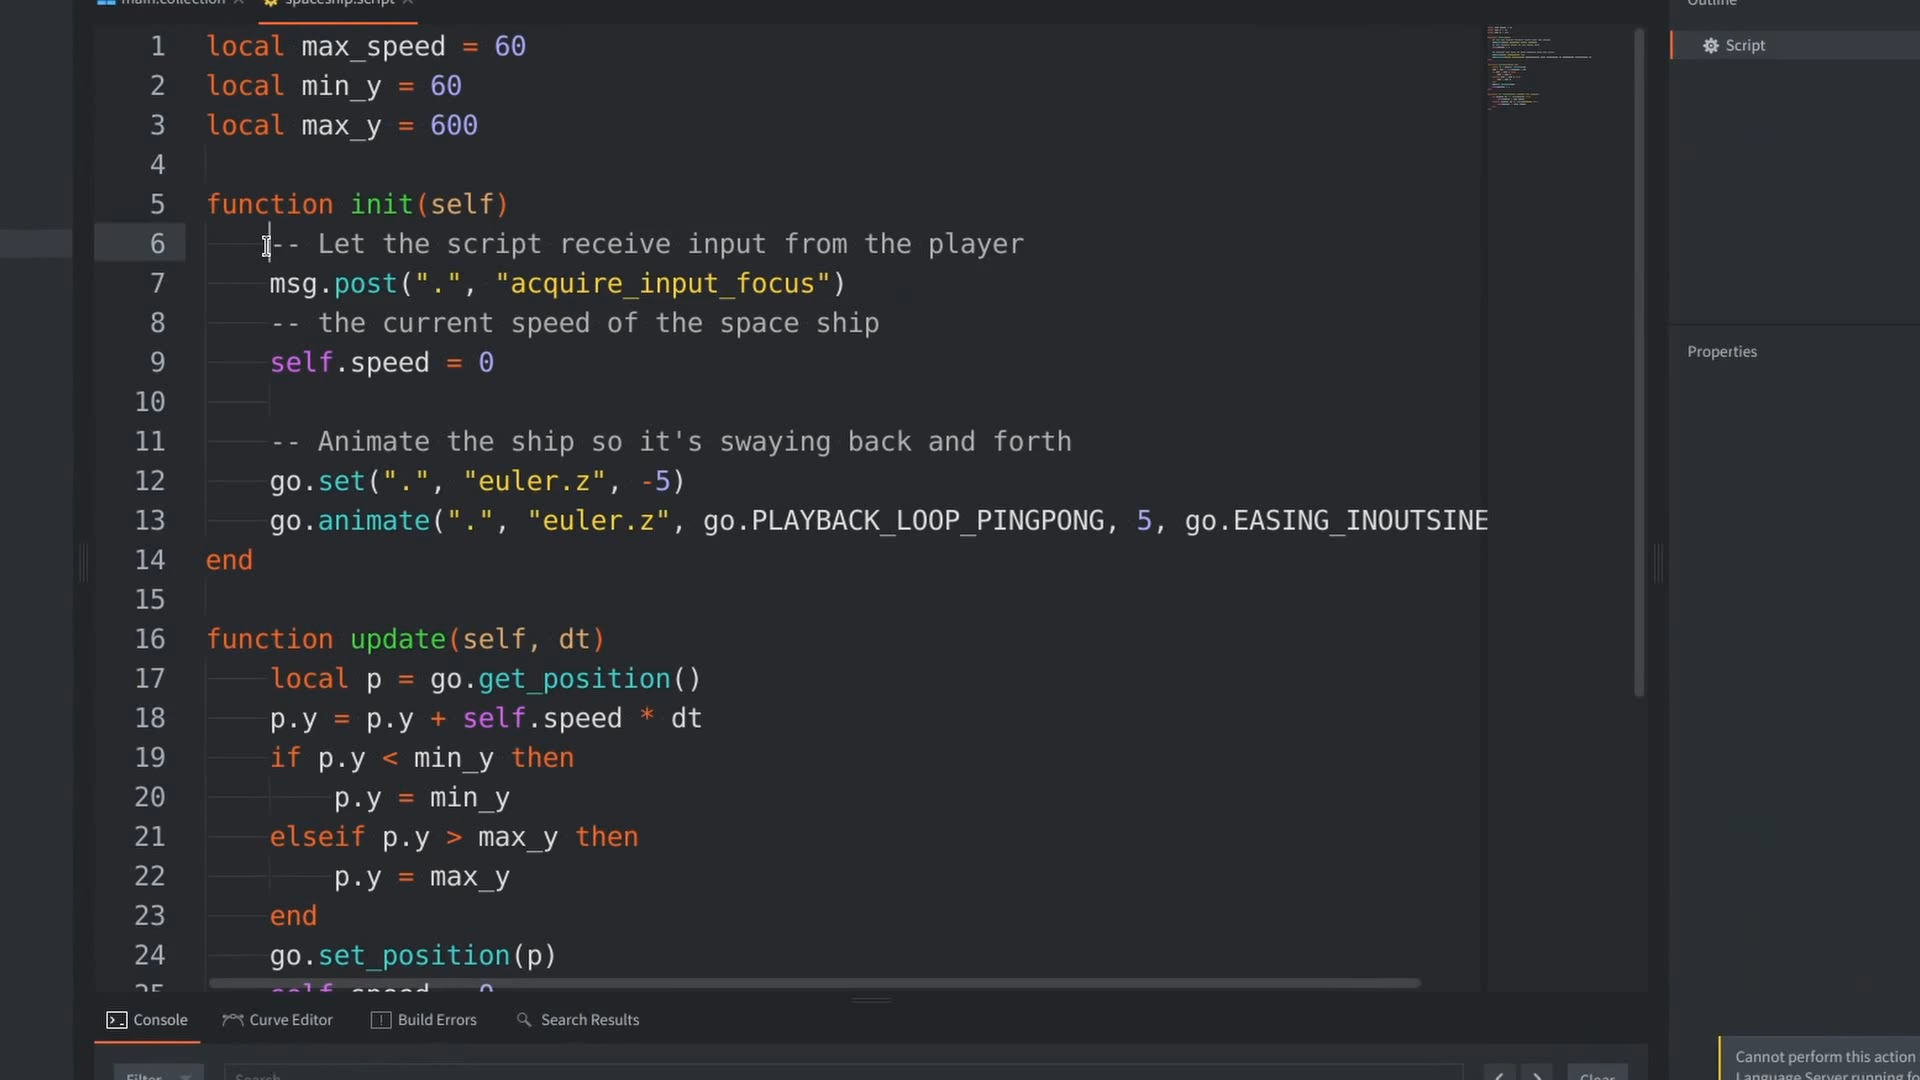 main.collection
spaceship.script
Outline
Script
1 local max_speed = 60
2 local min_y = 60
3 local max_y = 600
4
5 function init(self)
6 -- Let the script receive input from the player
7 msg.post(".", "acquire_input_focus")
8 -- the current speed of the space ship
9 self.speed = 0
10
11 -- Animate the ship so it's swaying back and forth
12 go.set(".", "euler.z", -5)
13 go.animate(".", "euler.z", go.PLAYBACK_LOOP_PINGPONG, 5, go.EASING_INOUTSINE
14 end
15
16 function update(self, dt)
17 local p = go.get_position()
18 p.y = p.y + self.speed * dt
19 if p.y < min_y then
20 p.y = min_y
21 elseif p.y > max_y then
22 p.y = max_y
23 end
24 go.set_position(p)
25 self.speed = 0
Properties
Console
Curve Editor
Build Errors
Search Results
Filter
Search
Clear
Cannot perform this action
Language Server running fo